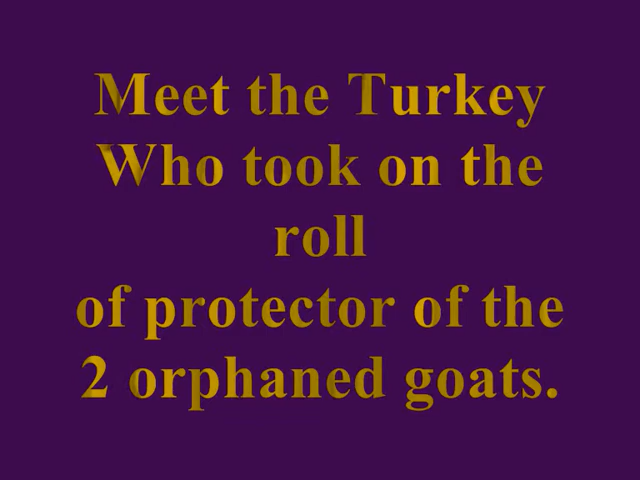 Meet the Turkey
Who took on the
roll
of protector of the
2 orphaned goats.